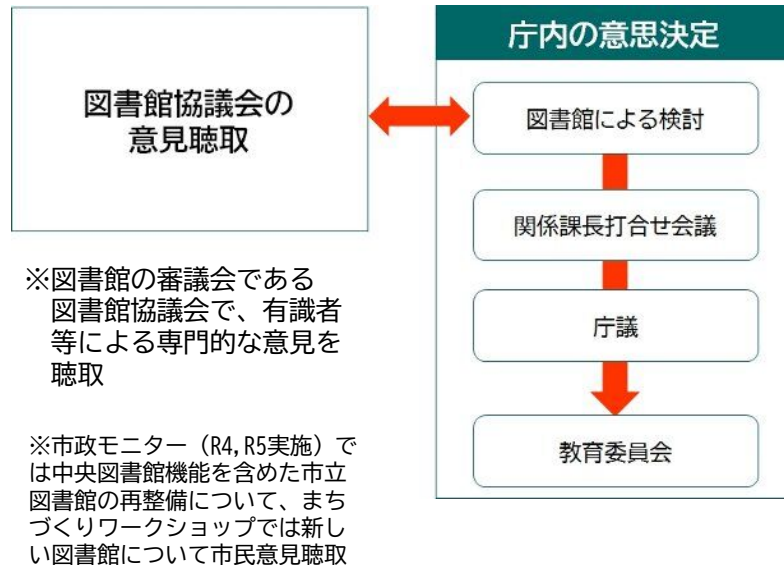 図書館協議会の
意見聴取
※図書館の審議会である
図書館協議会で、有識者
等による専門的な意見を
聴取
※市政モニター（R4,R5実施）で
は中央図書館機能を含めた市立
図書館の再整備について、まち
づくりワークショップでは新し
い図書館について市民意見聴取
庁内の意思決定
図書館による検討
関係課長打合せ会議
庁議
教育委員会